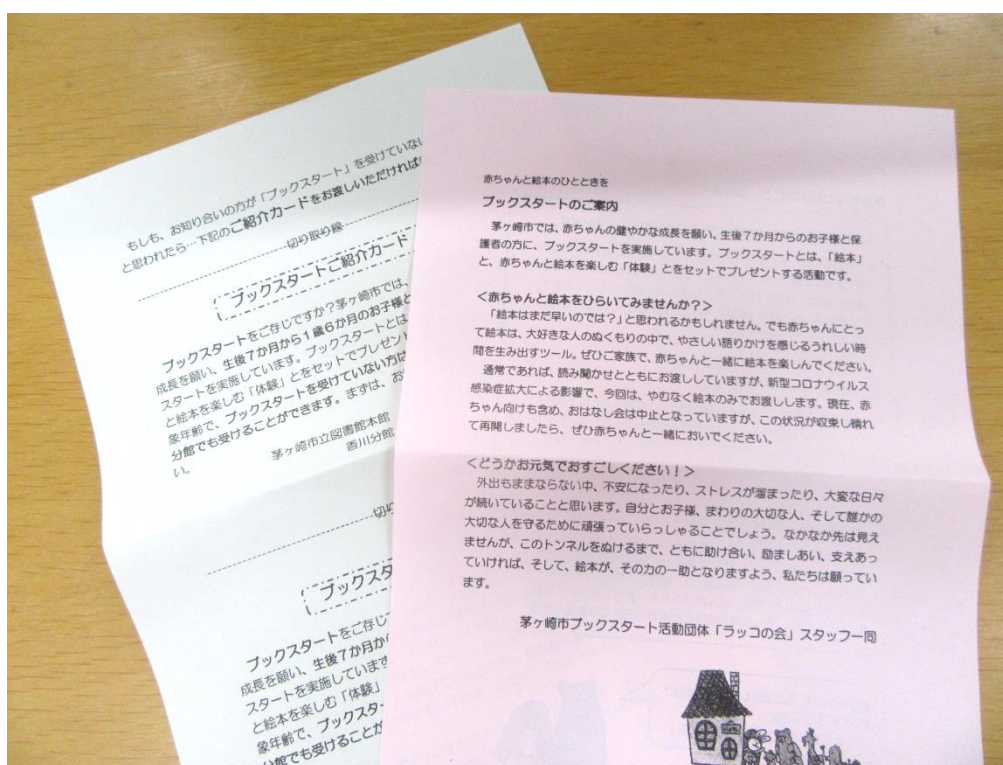 もしも、お知り合いの方が「ブックスタート」を受けていない
と思われたら…下記のご紹介カードをお渡しいただければ
切り取り線
ブックスタートご紹介カード
ブックスタートをご存じですか？茅ヶ崎市では、
成長を願い、生後7か月から1歳6か月のお子様と
スタートを実施しています。ブックスタートとは
と絵本を楽しむ「体験」とをセットでプレゼント
象年齢で、ブックスタートを受けていない方は
分館でも受けることができます。まずは、お
い。
茅ヶ崎市立図書館本館
香川分館
切り
ブックスタ
ブックスタートをご存じ
成長を願い、生後7か月から
スタートを実施しています
と絵本を楽しむ「体験」
象年齢で、ブックスター
分館でも受けることが
赤ちゃんと絵本のひとときを
ブックスタートのご案内
茅ヶ崎市では、赤ちゃんの健やかな成長を願い、生後7か月からのお子様と保
護者の方に、ブックスタートを実施しています。ブックスタートとは、「絵本」
と、赤ちゃんと絵本を楽しむ「体験」とをセットでプレゼントする活動です。
＜赤ちゃんと絵本をひらいてみませんか？＞
「絵本はまだ早いのでは？」と思われるかもしれません。でも赤ちゃんにとっ
て絵本は、大好きな人のぬくもりの中で、やさしい語りかけを感じるうれしい時
間を生み出すツール。ぜひご家族で、赤ちゃんと一緒に絵本を楽しんでください。
通常であれば、読み聞かせとともにお渡ししていますが、新型コロナウイルス
感染症拡大による影響で、今回は、やむなく絵本のみでお渡しします。現在、赤
ちゃん向けも含め、おはなし会は中止となっていますが、この状況が収束し晴れ
て再開しましたら、ぜひ赤ちゃんと一緒においでください。
＜どうかお元気でおすごしください！＞
外出もままならない中、不安になったり、ストレスが溜まったり、大変な日々
が続いていることと思います。自分とお子様、まわりの大切な人、そして誰かの
大切な人を守るために頑張っていらっしゃることでしょう。なかなか先は見え
ませんが、このトンネルをぬけるまで、ともに助け合い、励ましあい、支えあっ
ていければ、そして、絵本が、その力の一助となりますよう、私たちは願ってい
ます。
茅ヶ崎市ブックスタート活動団体「ラッコの会」スタッフ一同